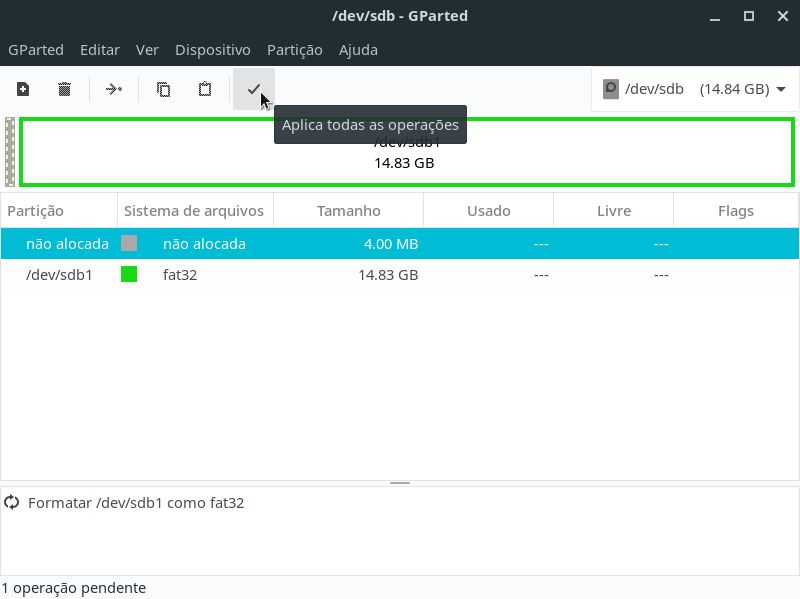 /dev/sdb - GParted
GParted Editar Ver Dispositivo Partição Ajuda
/dev/sdb (14.84 GB)
Aplica todas as operações
/dev/sdb1
14.83 GB
Partição Sistema de arquivos Tamanho Usado Livre Flags
não alocada não alocada 4.00 MB --- ---
/dev/sdb1 fat32 14.83 GB --- ---
Formatar /dev/sdb1 como fat32
1 operação pendente